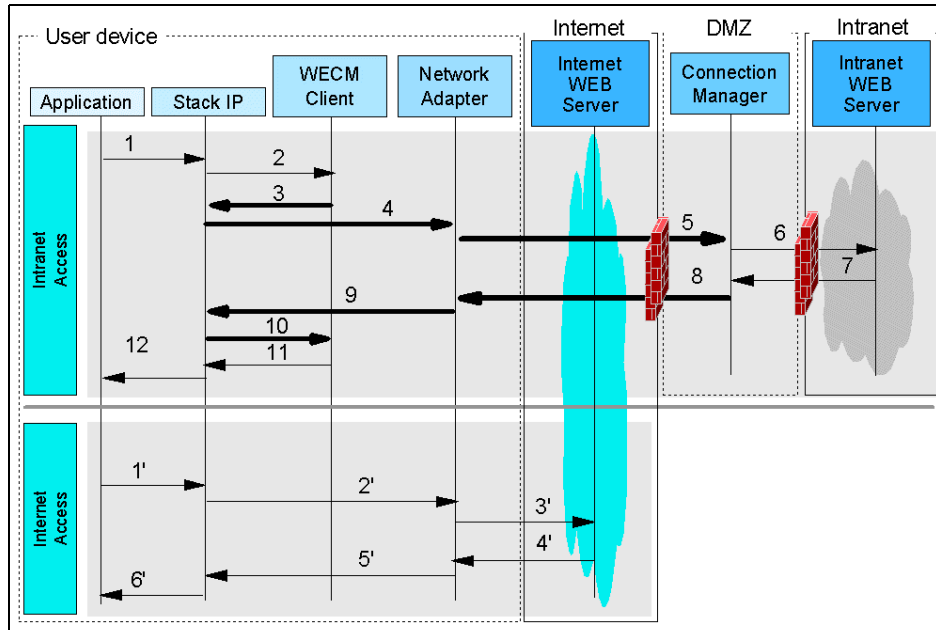 User device
Internet
DMZ
Intranet
Application
Stack IP
WECM
Client
Network
Adapter
Internet
WEB
Server
Connection
Manager
Intranet
WEB
Server
Intranet
Access
1
2
3
4
5
6
7
8
9
10
11
12
Internet
Access
1'
2'
3'
4'
5'
6'